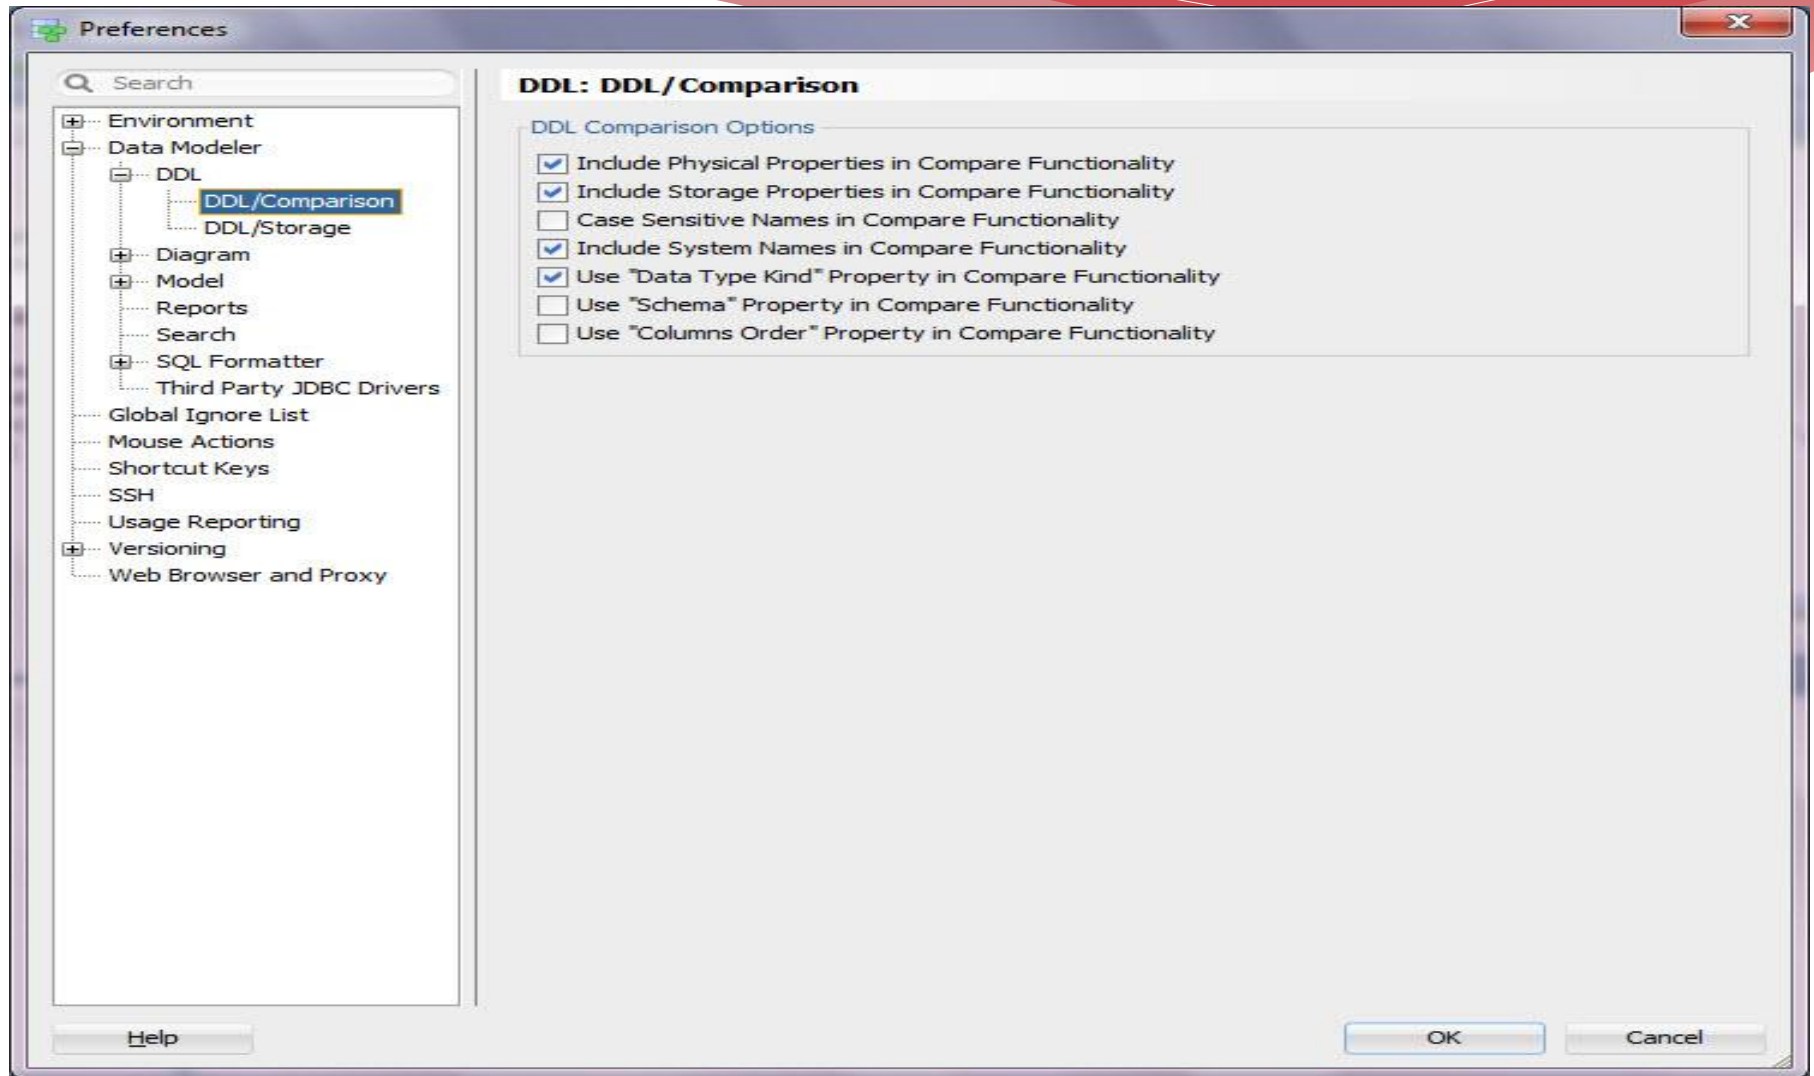 Preferences
Search
Environment
Data Modeler
DDL
DDL/Comparison
DDL/Storage
Diagram
Model
Reports
Search
SQL Formatter
Third Party JDBC Drivers
Global Ignore List
Mouse Actions
Shortcut Keys
SSH
Usage Reporting
Versioning
Web Browser and Proxy
DDL: DDL/Comparison
DDL Comparison Options
Include Physical Properties in Compare Functionality
Include Storage Properties in Compare Functionality
Case Sensitive Names in Compare Functionality
Include System Names in Compare Functionality
Use "Data Type Kind" Property in Compare Functionality
Use "Schema" Property in Compare Functionality
Use "Columns Order" Property in Compare Functionality
Help
OK
Cancel